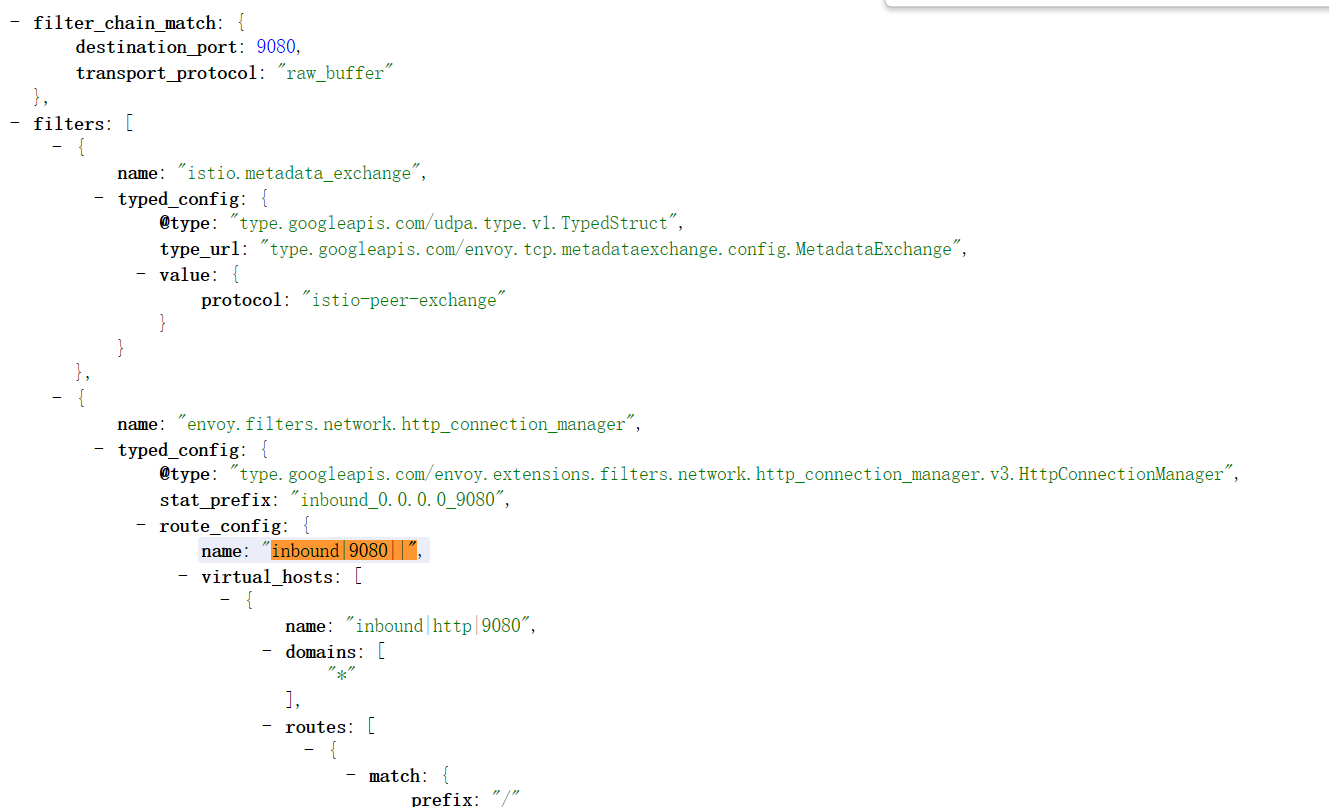 - filter_chain_match: {
destination_port: 9080,
transport_protocol: "raw_buffer"
},
- filters: [
- {
name: "istio.metadata_exchange",
- typed_config: {
@type: "type.googleapis.com/udpa.type.v1.TypedStruct",
type_url: "type.googleapis.com/envoy.tcp.metadataexchange.config.MetadataExchange",
- value: {
protocol: "istio-peer-exchange"
}
}
},
- {
name: "envoy.filters.network.http_connection_manager",
- typed_config: {
@type: "type.googleapis.com/envoy.extensions.filters.network.http_connection_manager.v3.HttpConnectionManager",
stat_prefix: "inbound_0.0.0.0_9080",
- route_config: {
name: "inbound|9080||",
- virtual_hosts: [
- {
name: "inbound|http|9080",
- domains: [
"*"
],
- routes: [
- {
- match: {
prefix: "/"